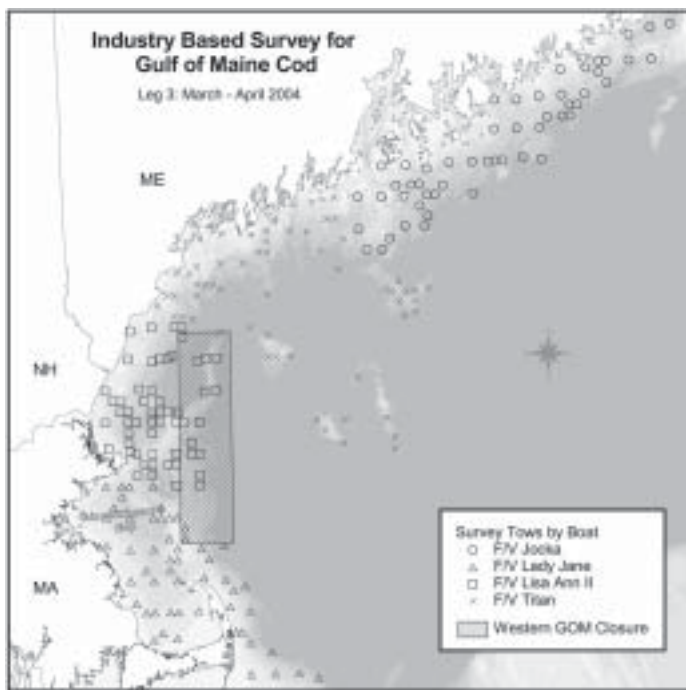 Industry Based Survey for
Gulf of Maine Cod
Leg 3: March - April 2004
ME
NH
MA
Survey Tows by Boat
F/V Jocka
F/V Lady Jane
F/V Lisa Ann II
F/V Titan
Western GOM Closure